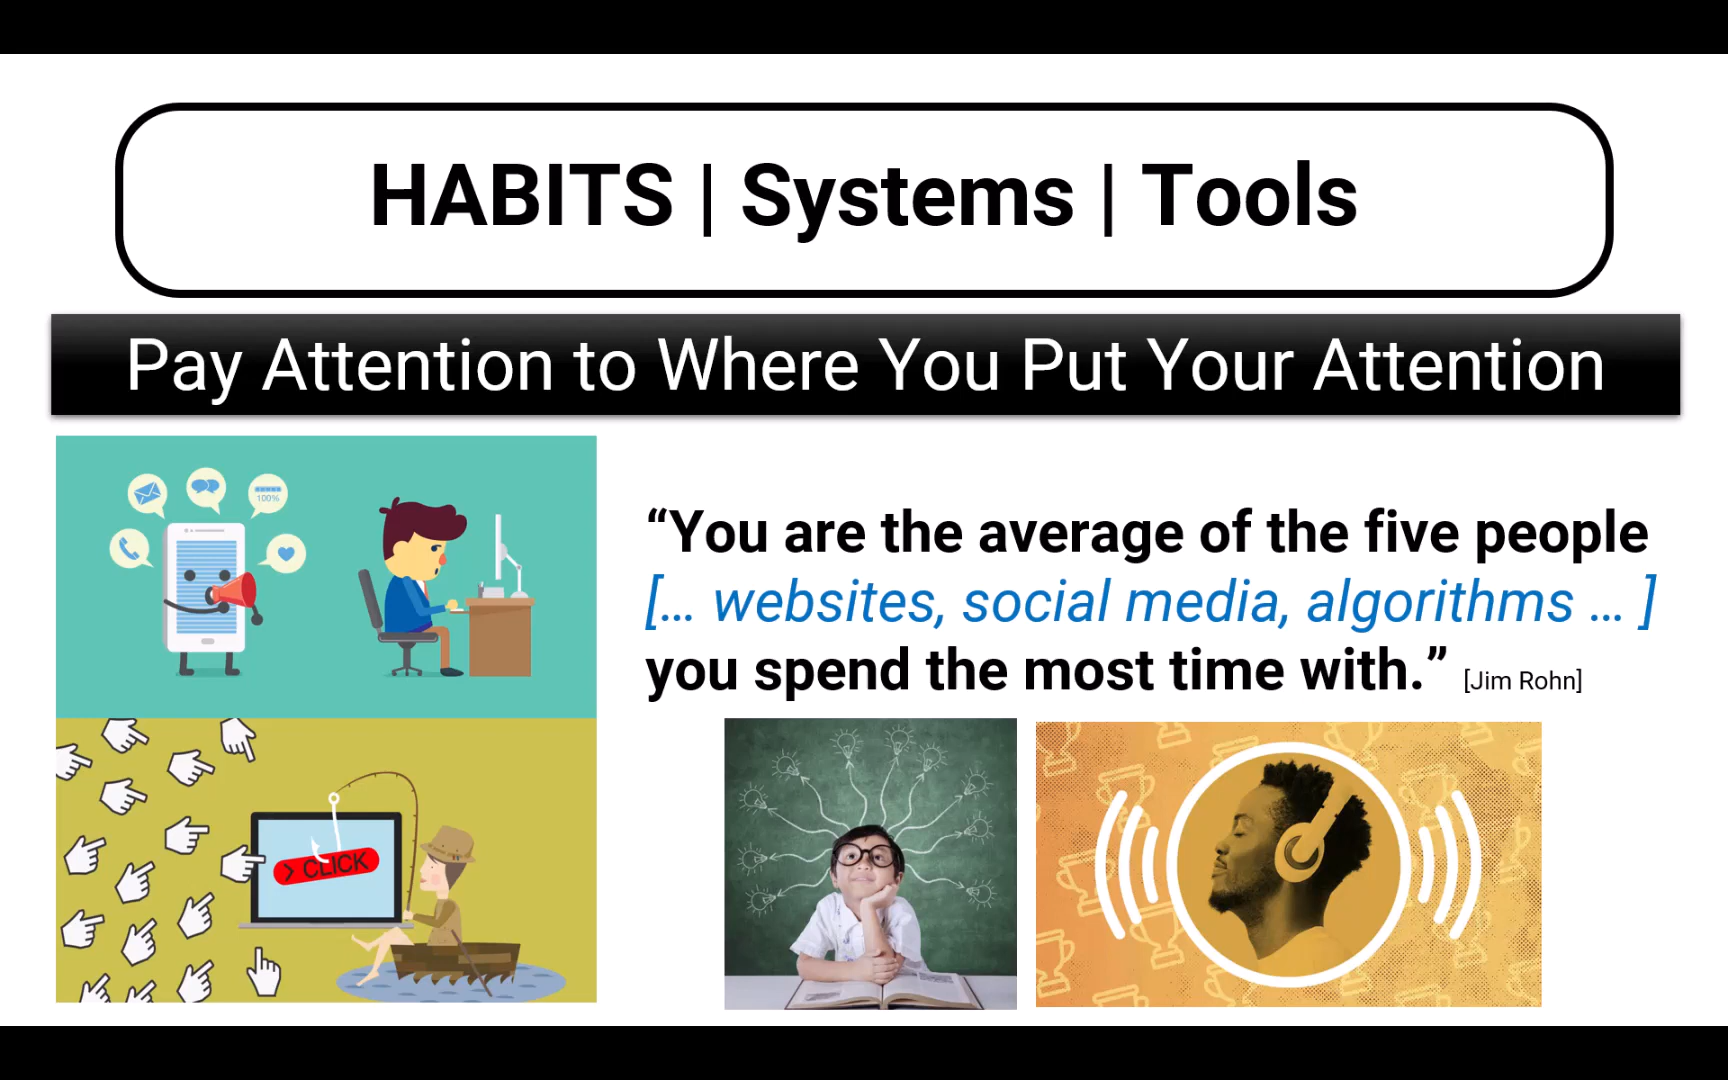 HABITS | Systems | Tools
Pay Attention to Where You Put Your Attention
100%
> CLICK
“You are the average of the five people
[... websites, social media, algorithms ... ]
you spend the most time with.” [Jim Rohn]